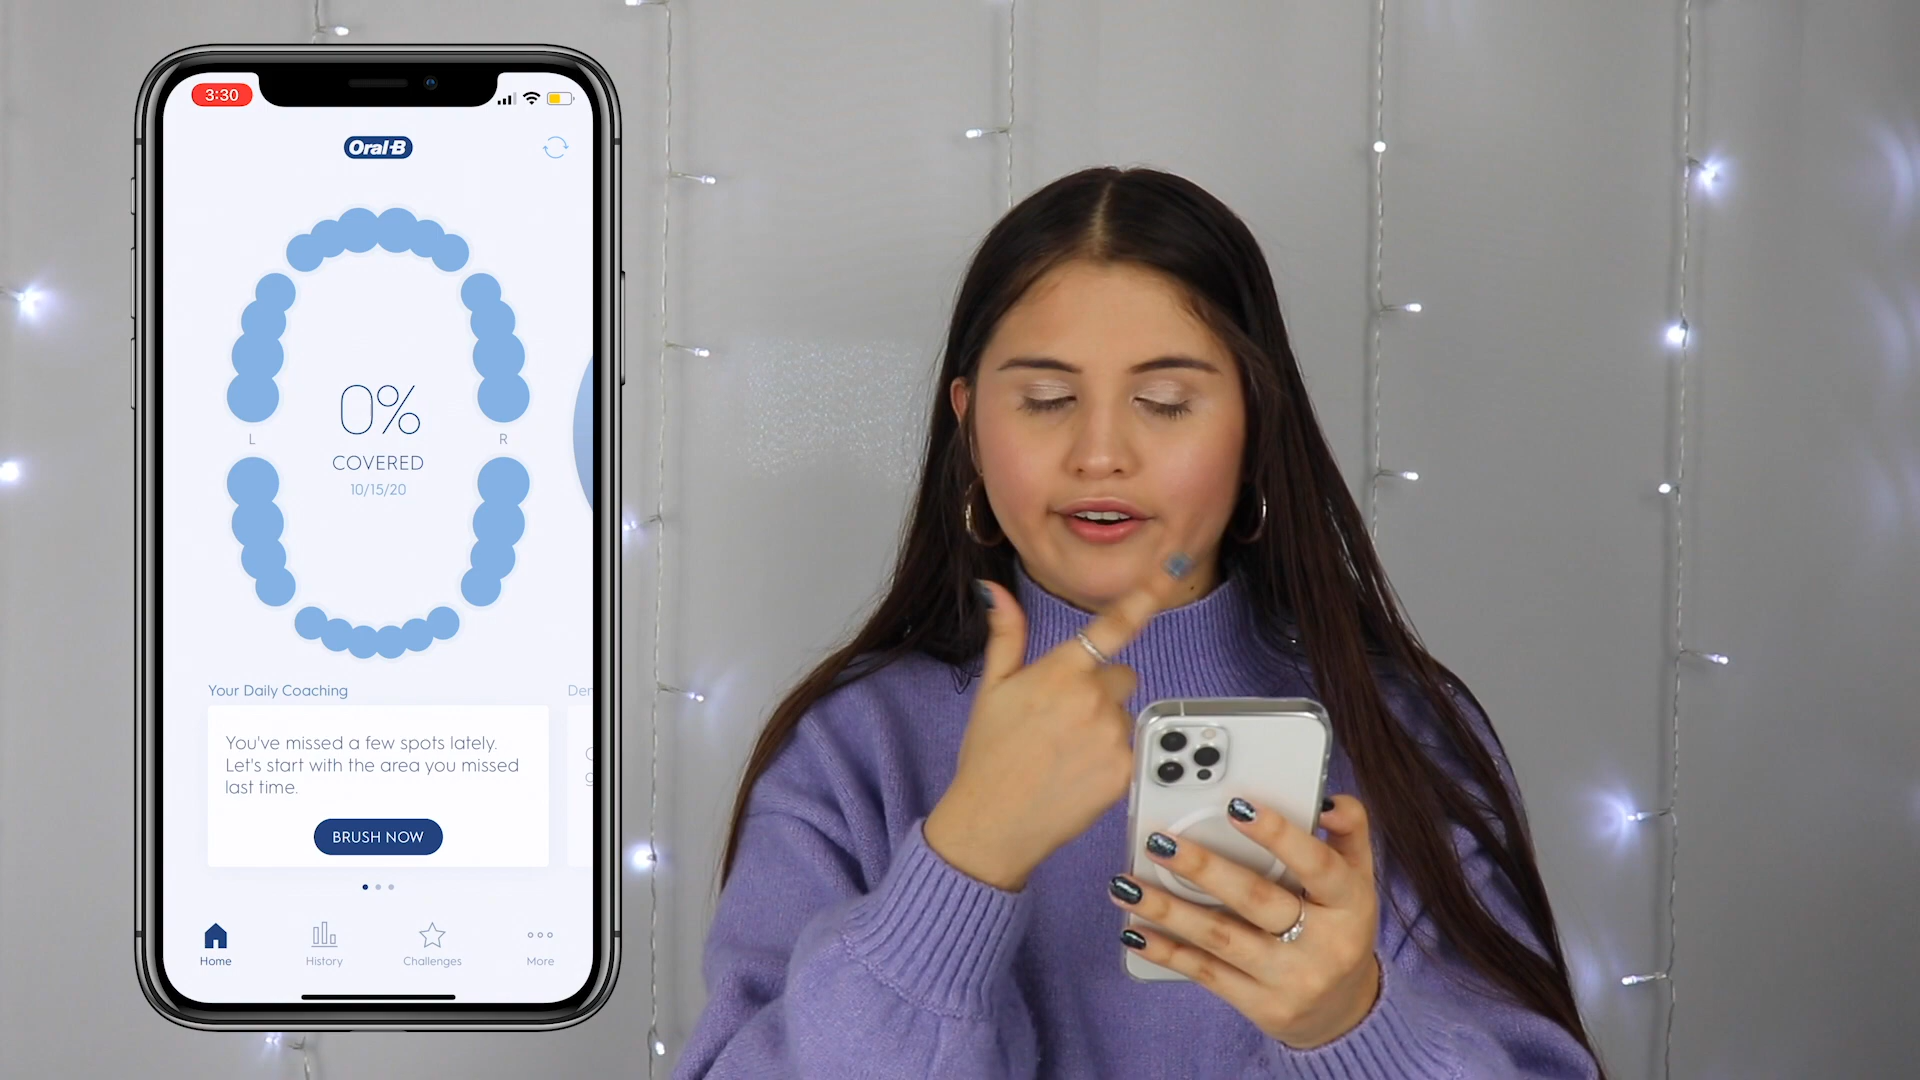 3:30
Oral-B
0%
L
R
COVERED
10/15/20
Your Daily Coaching
You've missed a few spots lately.
Let's start with the area you missed
last time.
BRUSH NOW
Home
History
Challenges
More